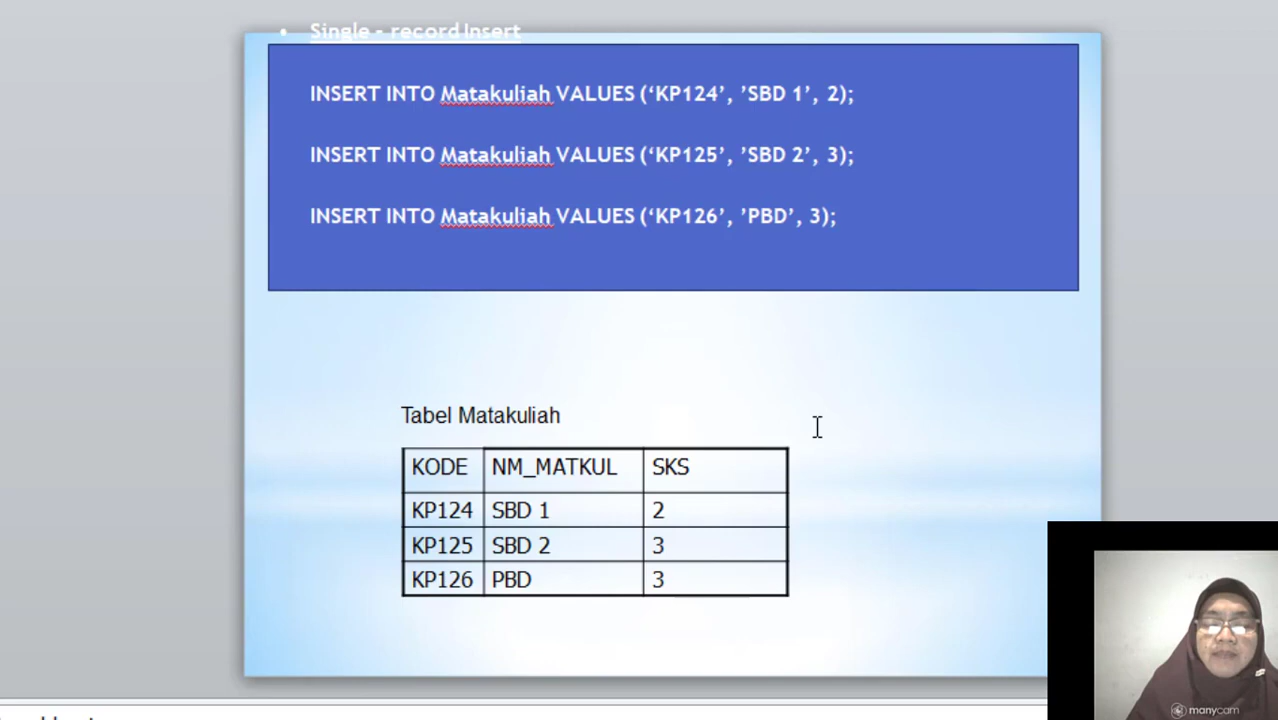 • Single - record Insert
INSERT INTO Matakuliah VALUES (‘KP124’, ’SBD 1’, 2);
INSERT INTO Matakuliah VALUES (‘KP125’, ’SBD 2’, 3);
INSERT INTO Matakuliah VALUES (‘KP126’, ’PBD’, 3);
Tabel Matakuliah
KODE NM_MATKUL SKS
KP124 SBD 1 2
KP125 SBD 2 3
KP126 PBD 3
manycam